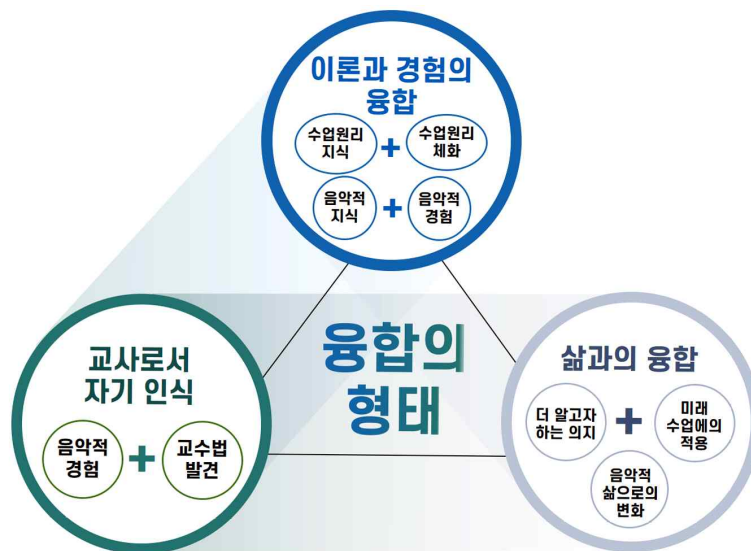 이론과 경험의
융합
수업원리
지식
+
수업원리
체화
음악적
지식
+
음악적
경험
융합의
형태
교사로서
자기 인식
음악적
경험
+
교수법
발견
삶과의 융합
더 알고자
하는 의지
+
미래
수업에의
적용
음악적
삶으로의
변화